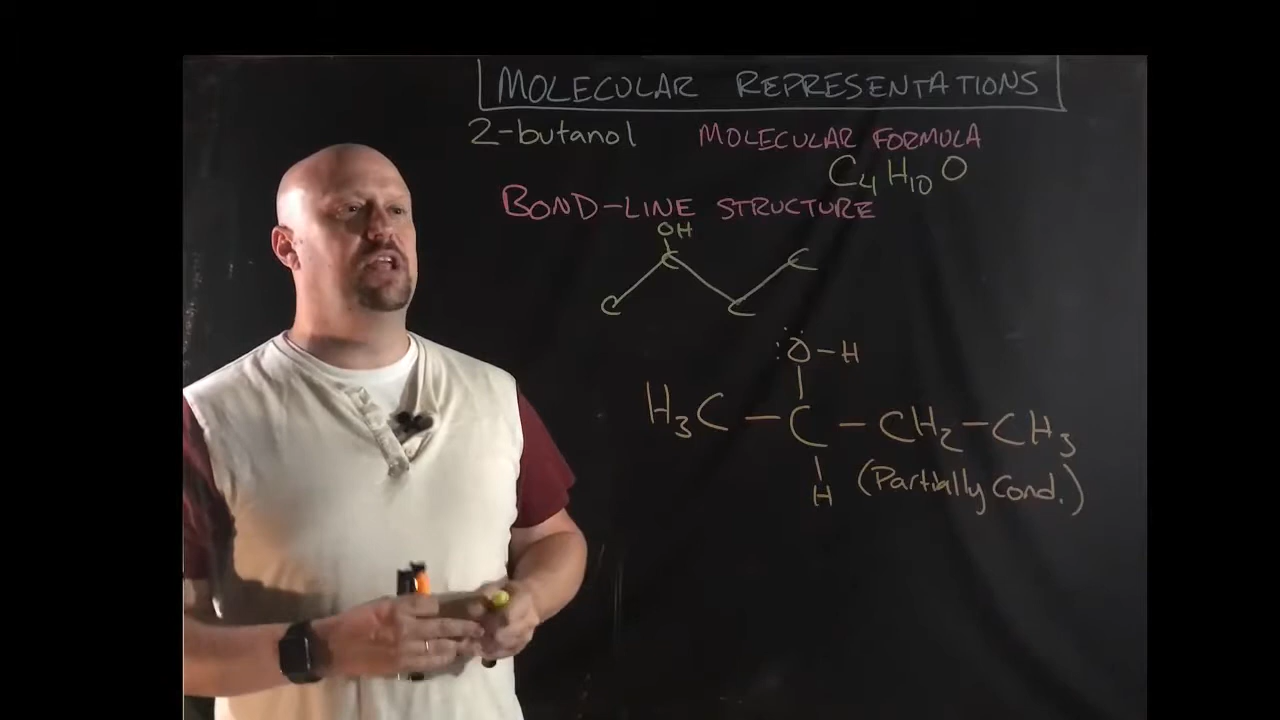 MOLECULAR REPRESENTATIONS
2-butanol MOLECULAR FORMULA
C4H10O
BOND-LINE STRUCTURE
OH
C C
C C
:Ö-H
H3C-C-CH2-CH3
H (Partially Cond.)